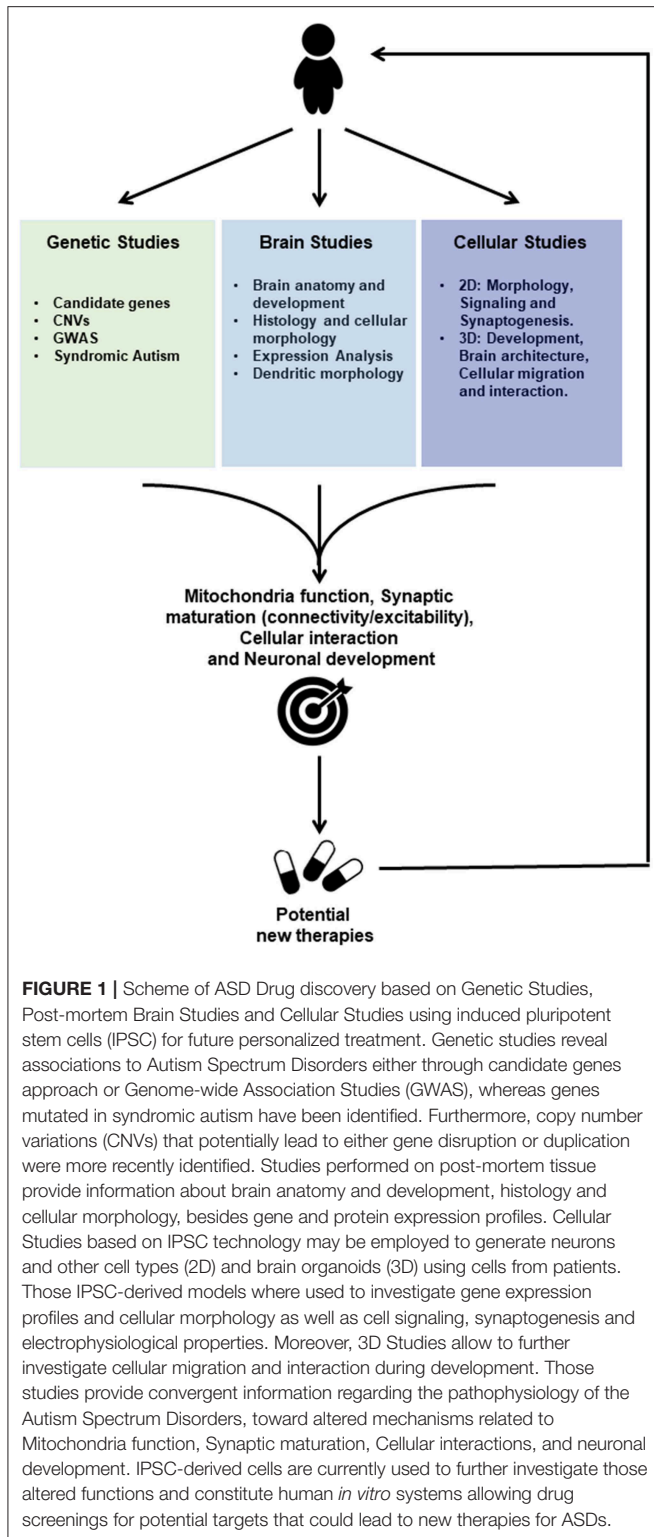 Genetic Studies
• Candidate genes
• CNVs
• GWAS
• Syndromic Autism
Brain Studies
• Brain anatomy and
development
• Histology and cellular
morphology
• Expression Analysis
• Dendritic morphology
Cellular Studies
• 2D: Morphology,
Signaling and
Synaptogenesis.
• 3D: Development,
Brain architecture,
Cellular migration
and interaction.
Mitochondria function, Synaptic
maturation (connectivity/excitability),
Cellular interaction
and Neuronal development
Potential
new therapies
FIGURE 1 | Scheme of ASD Drug discovery based on Genetic Studies,
Post-mortem Brain Studies and Cellular Studies using induced pluripotent
stem cells (IPSC) for future personalized treatment. Genetic studies reveal
associations to Autism Spectrum Disorders either through candidate genes
approach or Genome-wide Association Studies (GWAS), whereas genes
mutated in syndromic autism have been identified. Furthermore, copy number
variations (CNVs) that potentially lead to either gene disruption or duplication
were more recently identified. Studies performed on post-mortem tissue
provide information about brain anatomy and development, histology and
cellular morphology, besides gene and protein expression profiles. Cellular
Studies based on IPSC technology may be employed to generate neurons
and other cell types (2D) and brain organoids (3D) using cells from patients.
Those IPSC-derived models where used to investigate gene expression
profiles and cellular morphology as well as cell signaling, synaptogenesis and
electrophysiological properties. Moreover, 3D Studies allow to further
investigate cellular migration and interaction during development. Those
studies provide convergent information regarding the pathophysiology of the
Autism Spectrum Disorders, toward altered mechanisms related to
Mitochondria function, Synaptic maturation, Cellular interactions, and neuronal
development. IPSC-derived cells are currently used to further investigate those
altered functions and constitute human in vitro systems allowing drug
screenings for potential targets that could lead to new therapies for ASDs.